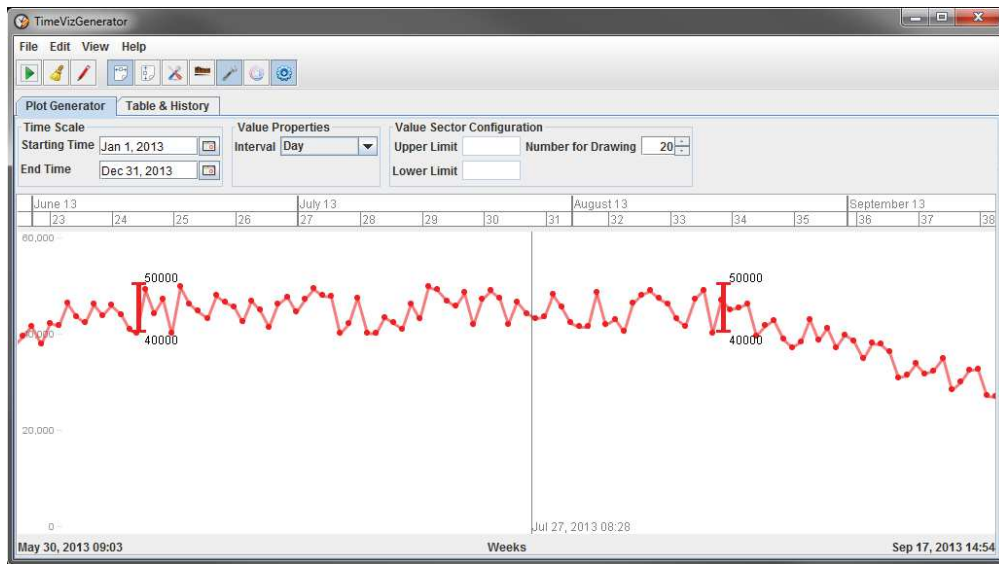 TimeVizGenerator
File Edit View Help
Plot Generator Table & History
Time Scale Value Properties Value Sector Configuration
Starting Time Jan 1, 2013 Interval Day Upper Limit Number for Drawing 20
End Time Dec 31, 2013 Lower Limit
June 13 July 13 August 13 September 13
23 24 25 26 27 28 29 30 31 32 33 34 35 36 37 38
60,000
50000 50000
40000 40000
20,000
0
Jul 27, 2013 08:28
May 30, 2013 09:03 Weeks Sep 17, 2013 14:54